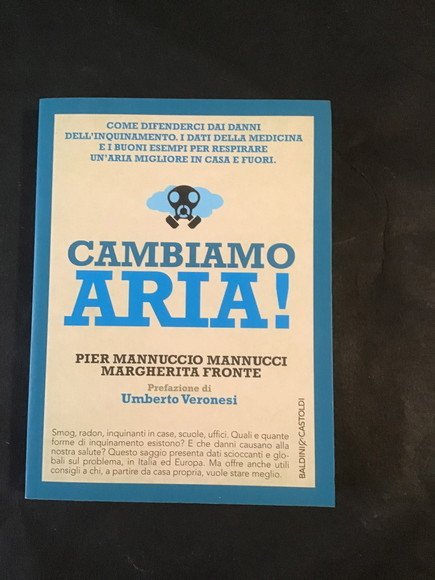 COME DIFENDERCI DAI DANNI
DELL'INQUINAMENTO. I DATI DELLA MEDICINA
E I BUONI ESEMPI PER RESPIRARE
UN'ARIA MIGLIORE IN CASA E FUORI.
CAMBIAMO
ARIA!
PIER MANNUCCIO MANNUCCI
MARGHERITA FRONTE
Prefazione di
Umberto Veronesi
Smog, radon, inquinanti in case, scuole, uffici. Quali e quante
forme di inquinamento esistono? E che danni causano alla
nostra salute? Questo saggio presenta dati scioccanti e glo-
bali sul problema, in Italia ed Europa. Ma offre anche utili
consigli a chi, a partire da casa propria, vuole stare meglio.
BALDINI&CASTOLDI